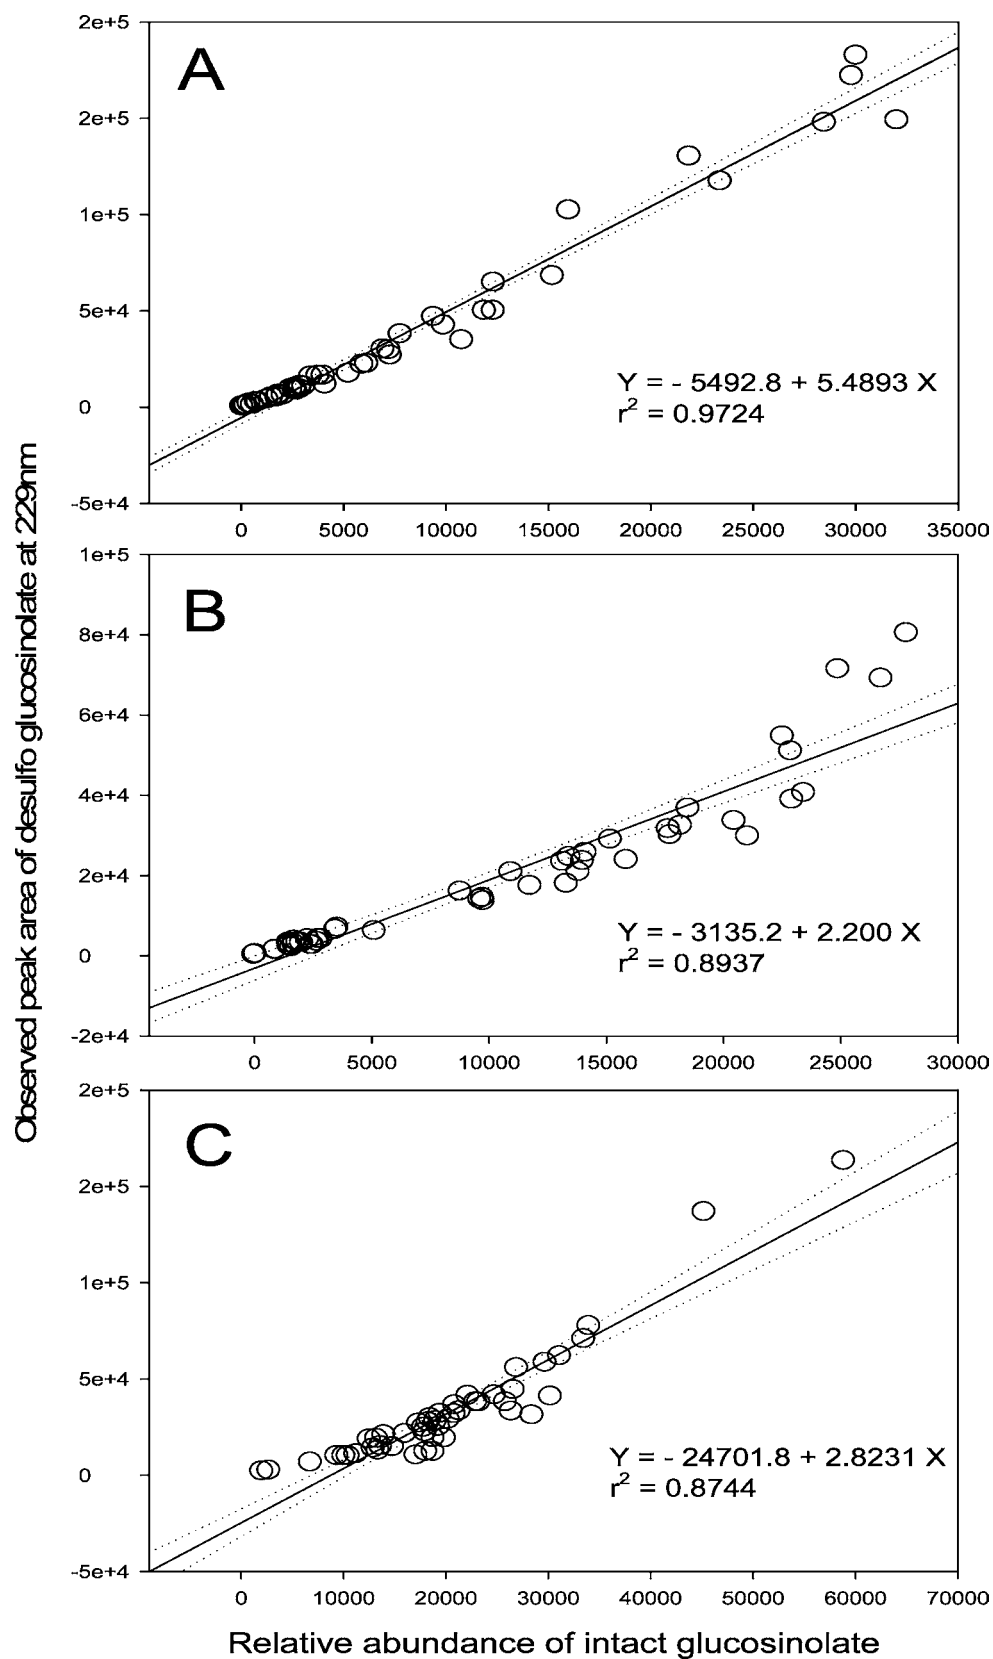 Observed peak area of desulfo glucosinolate at 229nm
A
2e+5
2e+5
1e+5
5e+4
0
-5e+4
Y = - 5492.8 + 5.4893 X
r² = 0.9724
0 5000 10000 15000 20000 25000 30000 35000
B
1e+5
8e+4
6e+4
4e+4
2e+4
0
-2e+4
Y = - 3135.2 + 2.200 X
r² = 0.8937
0 5000 10000 15000 20000 25000 30000
C
2e+5
2e+5
1e+5
5e+4
0
-5e+4
Y = - 24701.8 + 2.8231 X
r² = 0.8744
0 10000 20000 30000 40000 50000 60000 70000
Relative abundance of intact glucosinolate